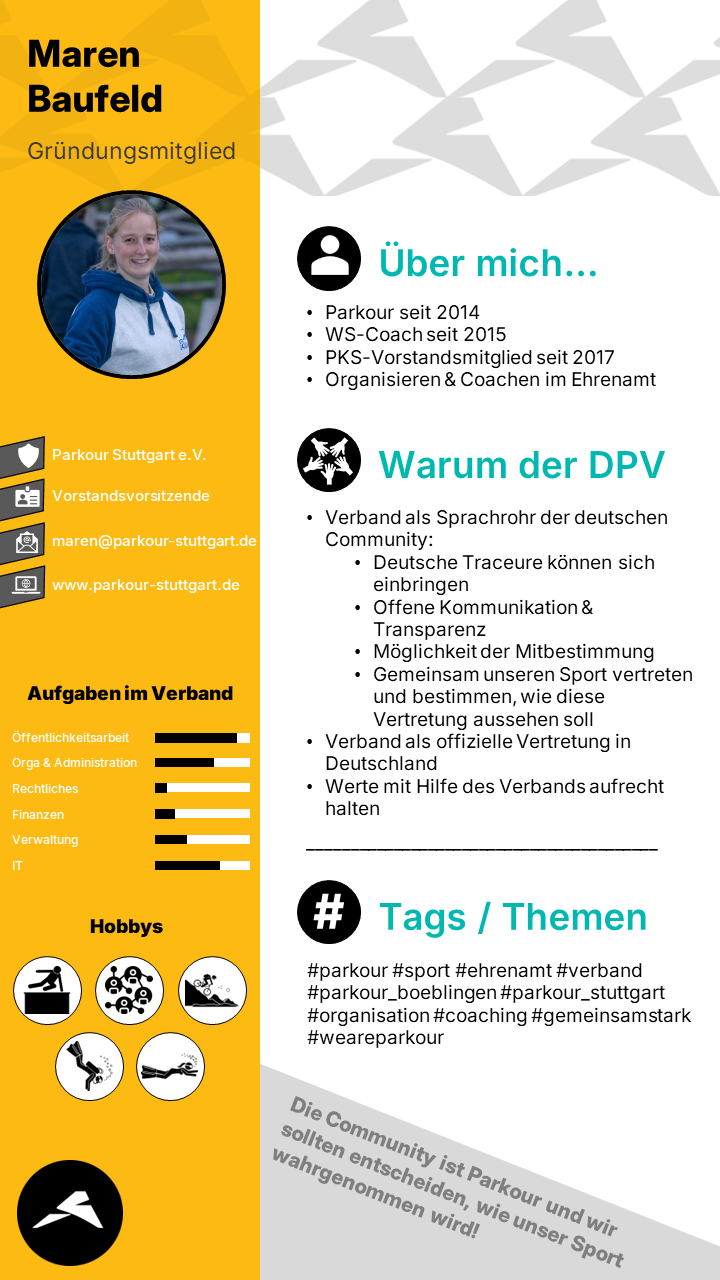 Maren
Baufeld
Gründungsmitglied
Parkour Stuttgart e.V.
Vorstandsvorsitzende
maren@parkour-stuttgart.de
www.parkour-stuttgart.de
Aufgaben im Verband
Öffentlichkeitsarbeit
Orga & Administration
Rechtliches
Finanzen
Verwaltung
IT
Hobbys
Über mich...
• Parkour seit 2014
• WS-Coach seit 2015
• PKS-Vorstandsmitglied seit 2017
• Organisieren & Coachen im Ehrenamt
Warum der DPV
• Verband als Sprachrohr der deutschen
Community:
• Deutsche Traceure können sich
einbringen
• Offene Kommunikation &
Transparenz
• Möglichkeit der Mitbestimmung
• Gemeinsam unseren Sport vertreten
und bestimmen, wie diese
Vertretung aussehen soll
• Verband als offizielle Vertretung in
Deutschland
• Werte mit Hilfe des Verbands aufrecht
halten
# Tags / Themen
#parkour #sport #ehrenamt #verband
#parkour_boeblingen #parkour_stuttgart
#organisation #coaching #gemeinsamstark
#weareparkour
Die Community ist Parkour und wir
sollten entscheiden, wie unser Sport
wahrgenommen wird!